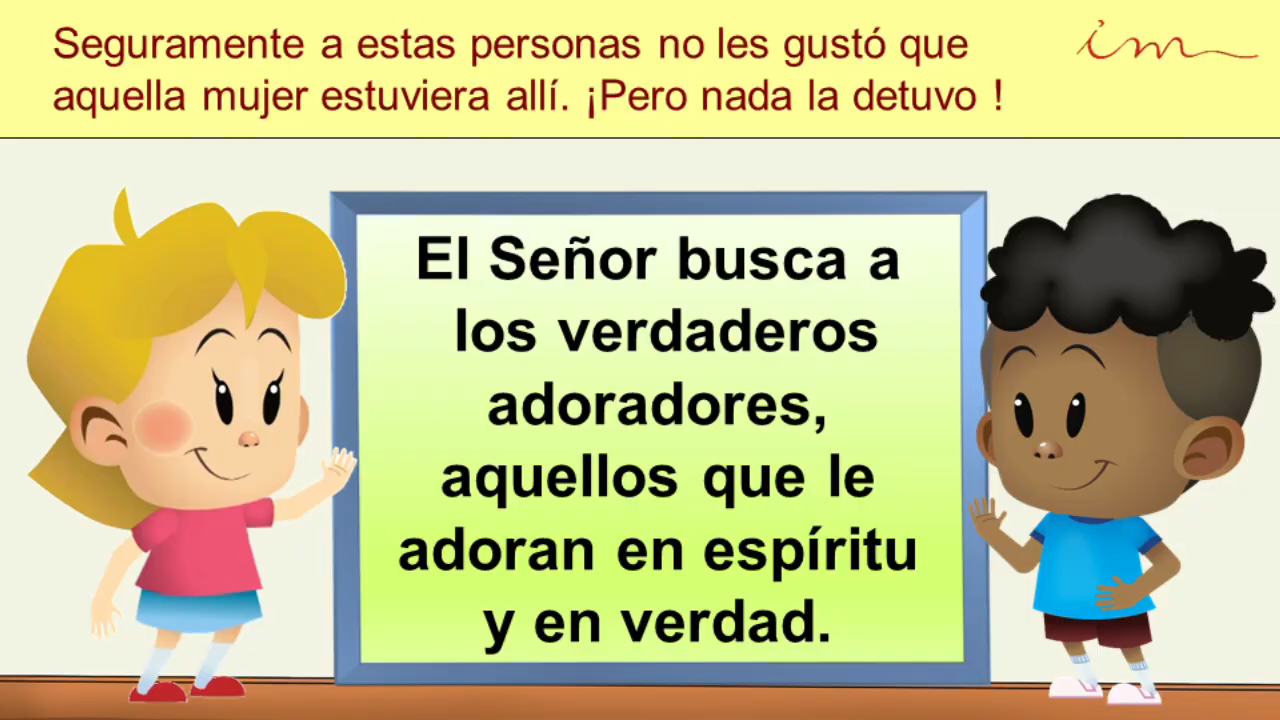 Seguramente a estas personas no les gustó que
aquella mujer estuviera allí. ¡Pero nada la detuvo !
im
El Señor busca a
los verdaderos
adoradores,
aquellos que le
adoran en espíritu
y en verdad.